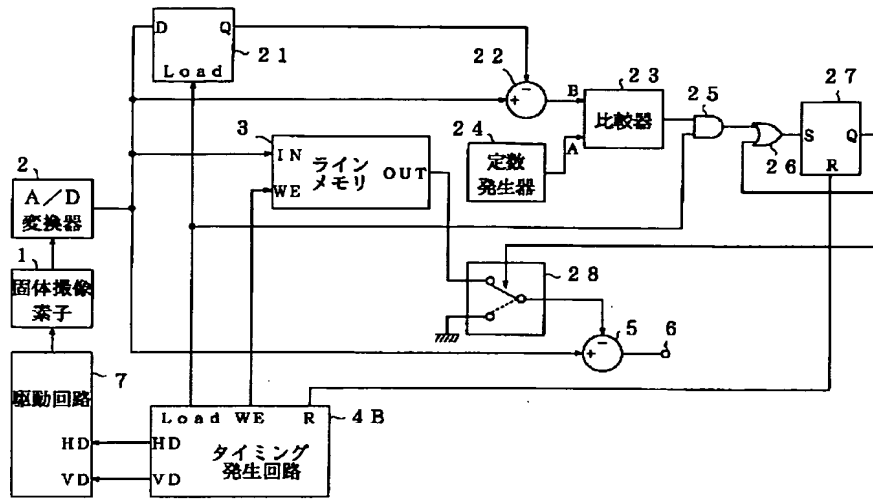 D Q
Load
21
22
23
比較器
B
A
24
定数
発生器
25
26
27
S Q
R
3
IN
WE
ライン
メモリ
OUT
2
A/D
変換器
1
固体撮像
素子
28
5
6
7
駆動回路
HD
VD
Load WE R
4B
HD
VD
タイミング
発生回路
+
-
+
-